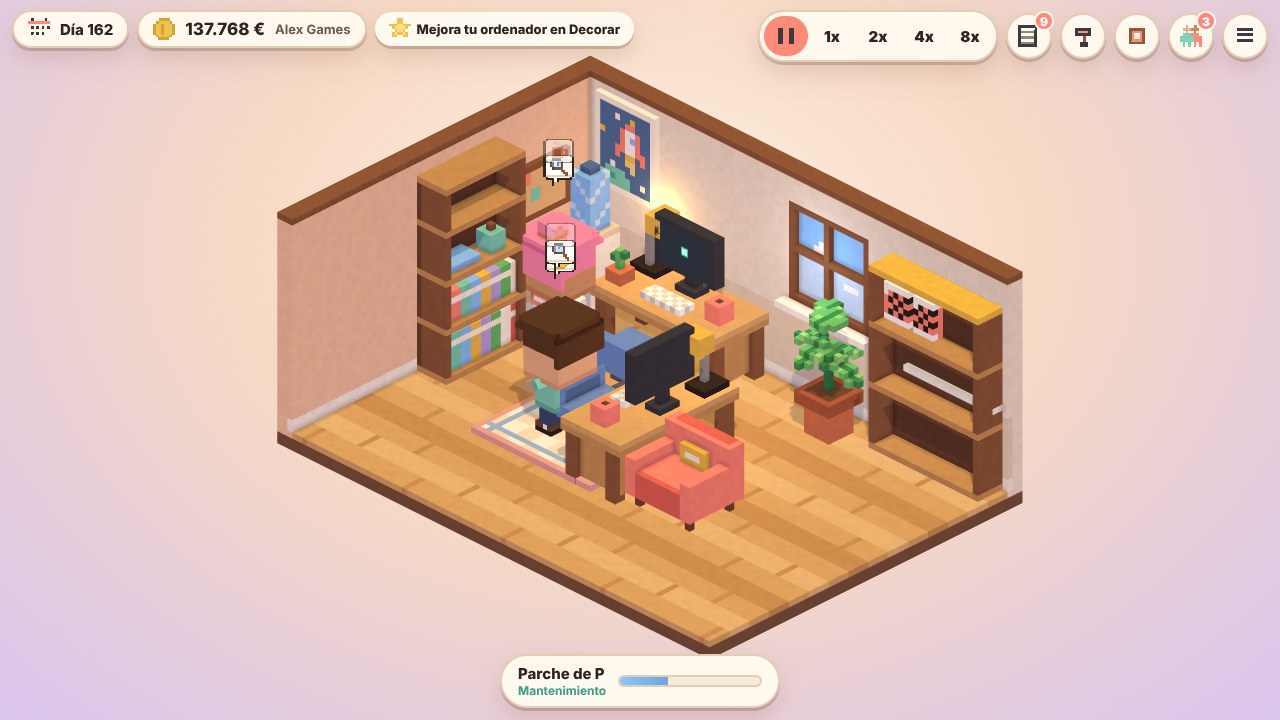 Día 162
137.768 € Alex Games
Mejora tu ordenador en Decorar
1x 2x 4x 8x
9
3
Parche de P
Mantenimiento